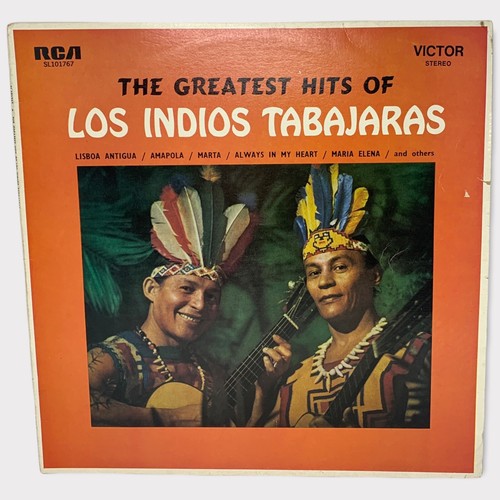 RCA
SL101767
VICTOR
STEREO
THE GREATEST HITS OF
LOS INDIOS TABAJARAS
LISBOA ANTIGUA / AMAPOLA / MARTA / ALWAYS IN MY HEART / MARIA ELENA / and others